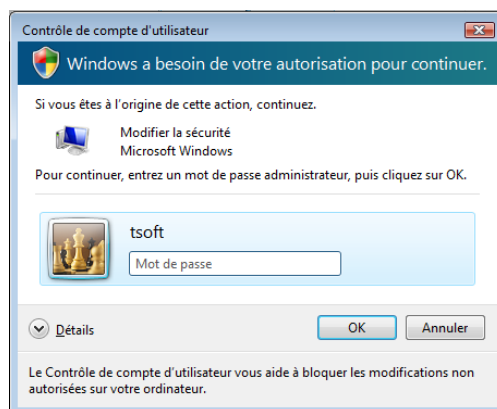 Contrôle de compte d'utilisateur
Windows a besoin de votre autorisation pour continuer.
Si vous êtes à l'origine de cette action, continuez.
Modifier la sécurité
Microsoft Windows
Pour continuer, entrez un mot de passe administrateur, puis cliquez sur OK.
tsoft
Mot de passe
Détails
OK
Annuler
Le Contrôle de compte d'utilisateur vous aide à bloquer les modifications non
autorisées sur votre ordinateur.